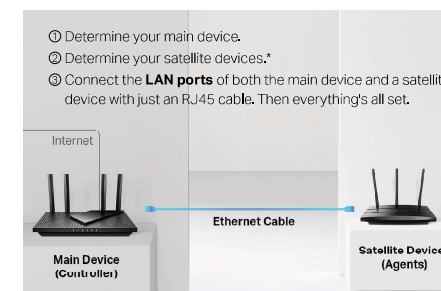 ① Determine your main device.
② Determine your satellite devices.*
③ Connect the LAN ports of both the main device and a satellit
device with just an RJ45 cable. Then everything's all set.
Internet
Ethernet Cable
Main Device
(Controller)
Satellite Device
(Agents)